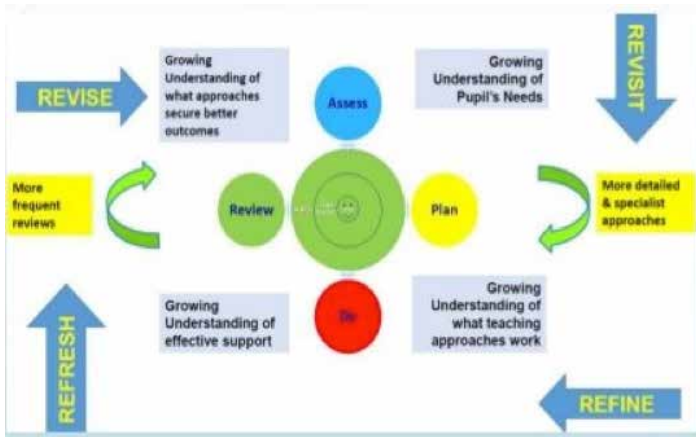 REVISE
Growing
Understanding of
what approaches
secure better
outcomes
Assess
Growing
Understanding of
Pupil's Needs
REVISIT
More
frequent
reviews
Review
Plan
More detailed
& specialist
approaches
REFRESH
Growing
Understanding of
effective support
Do
Growing
Understanding of
what teaching
approaches work
REFINE